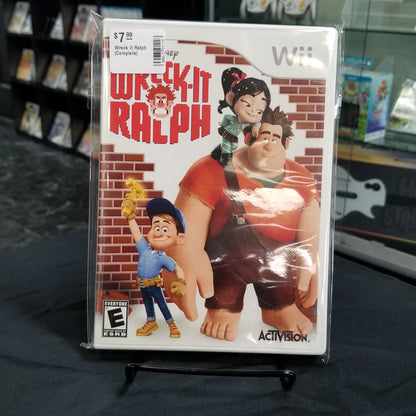 $7.99
Wreck It Ralph
(Complete)
Wii
WRECK-IT
RALPH
EVERYONE
E
ESRB
ACTIVISION